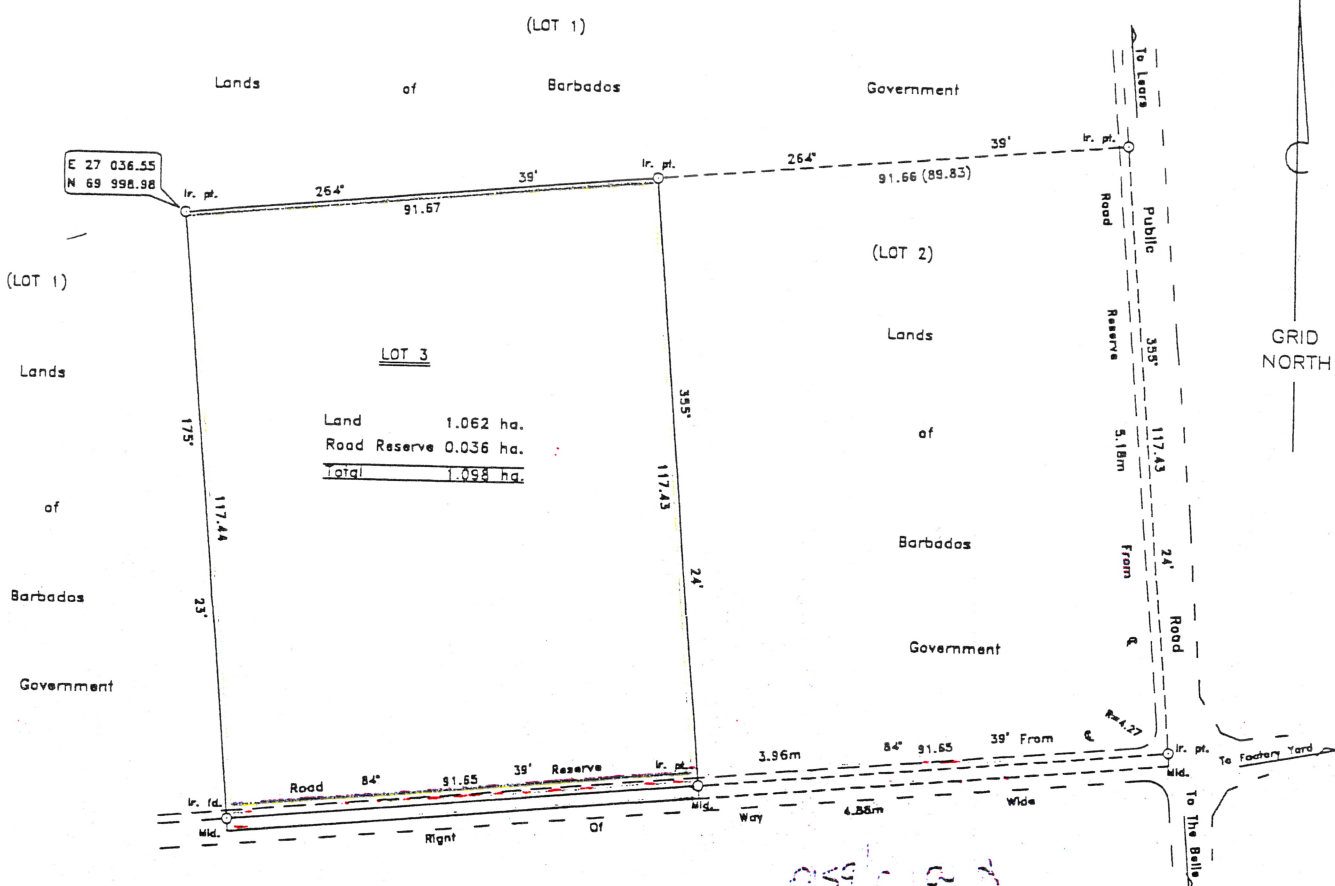 (LOT 1)
Lands of Barbados Government
To Lears
E 27 036.55
N 69 998.98
Ir. pt.
264° 39'
91.67
Ir. pt.
264° 39'
91.66 (89.83)
Ir. pt.
(LOT 1)
Lands
of
Barbados
Government
175° 23'
117.44
LOT 3
Land 1.062 ha.
Road Reserve 0.036 ha.
Total 1.098 ha.
355° 24'
117.43
(LOT 2)
Lands
of
Barbados
Government
Road Reserve 5.18m From ℄
Public Road
355° 117.43 24'
GRID
NORTH
R=4.27
Ir. pt.
Mid.
To Factory Yard
To The Belle
3.96m 84° 91.65 39' From ℄
Road 84° 91.65 39' Reserve
Ir. pt.
Ir. fd.
Mid.
Mid.
Right Of Way 4.88m Wide